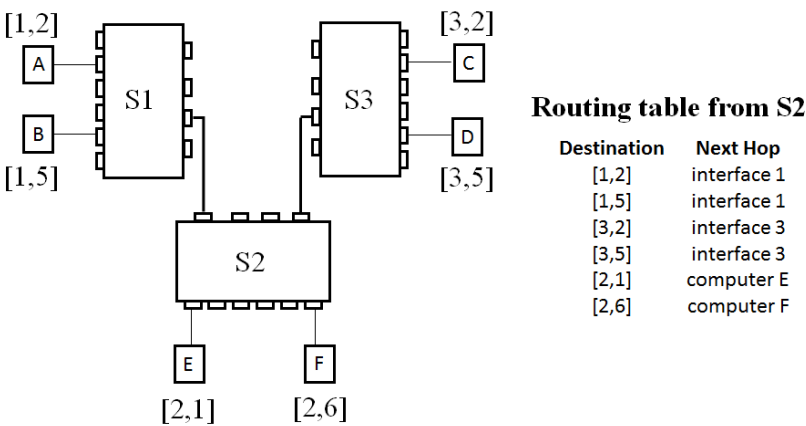 [1,2]
A
B
[1,5]
S1
[3,2]
C
D
[3,5]
S3
S2
E
[2,1]
F
[2,6]
Routing table from S2
Destination Next Hop
[1,2] interface 1
[1,5] interface 1
[3,2] interface 3
[3,5] interface 3
[2,1] computer E
[2,6] computer F